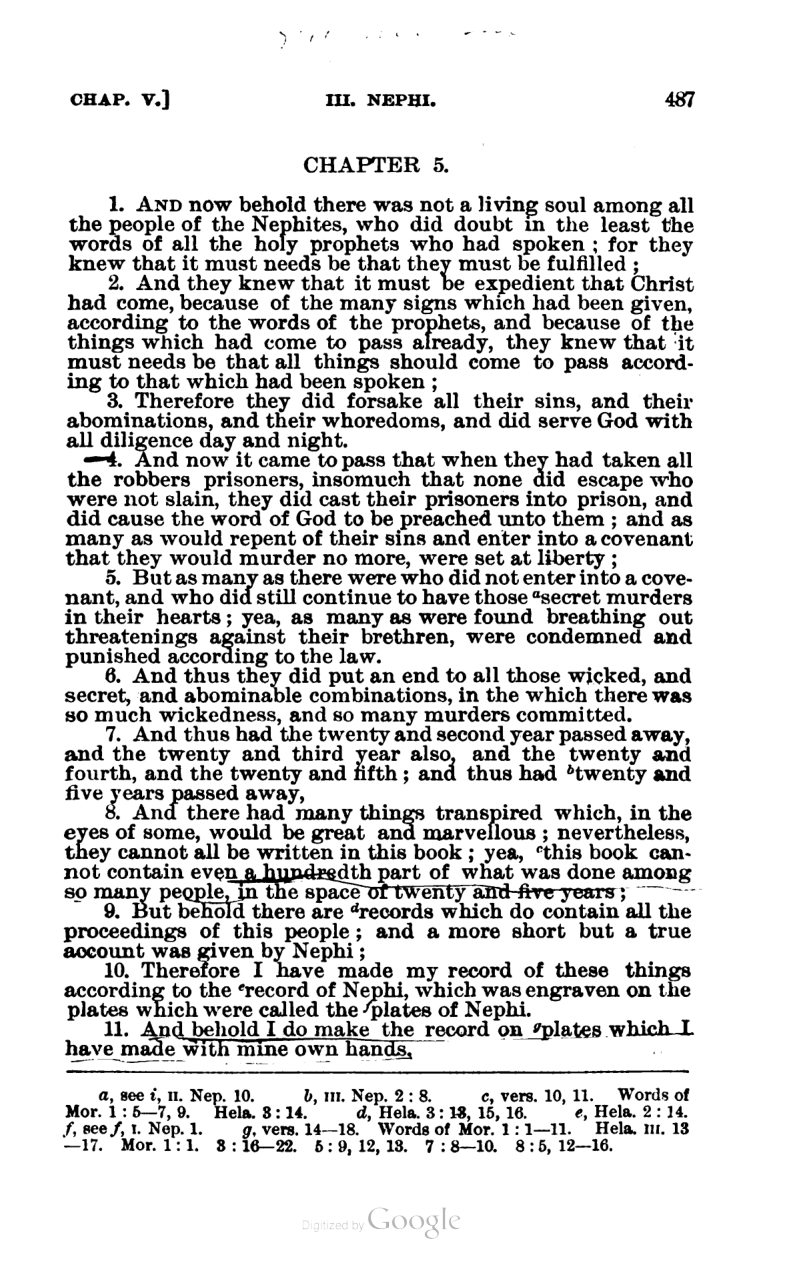 CHAP. V.] III. NEPHI. 487
CHAPTER 5.
1. AND now behold there was not a living soul among all
the people of the Nephites, who did doubt in the least the
words of all the holy prophets who had spoken ; for they
knew that it must needs be that they must be fulfilled ;
2. And they knew that it must be expedient that Christ
had come, because of the many signs which had been given,
according to the words of the prophets, and because of the
things which had come to pass already, they knew that it
must needs be that all things should come to pass accord-
ing to that which had been spoken ;
3. Therefore they did forsake all their sins, and their
abominations, and their whoredoms, and did serve God with
all diligence day and night.
4. And now it came to pass that when they had taken all
the robbers prisoners, insomuch that none did escape who
were not slain, they did cast their prisoners into prison, and
did cause the word of God to be preached unto them ; and as
many as would repent of their sins and enter into a covenant
that they would murder no more, were set at liberty ;
5. But as many as there were who did not enter into a cove-
nant, and who did still continue to have those ᵃsecret murders
in their hearts ; yea, as many as were found breathing out
threatenings against their brethren, were condemned and
punished according to the law.
6. And thus they did put an end to all those wicked, and
secret, and abominable combinations, in the which there was
so much wickedness, and so many murders committed.
7. And thus had the twenty and second year passed away,
and the twenty and third year also, and the twenty and
fourth, and the twenty and fifth ; and thus had ᵇtwenty and
five years passed away,
8. And there had many things transpired which, in the
eyes of some, would be great and marvellous ; nevertheless,
they cannot all be written in this book ; yea, ᶜthis book can-
not contain even a hundredth part of what was done among
so many people, in the space of twenty and five years ;
9. But behold there are ᵈrecords which do contain all the
proceedings of this people ; and a more short but a true
account was given by Nephi ;
10. Therefore I have made my record of these things
according to the ᵉrecord of Nephi, which was engraven on the
plates which were called the ᶠplates of Nephi.
11. And behold I do make the record on ᵍplates which I
have made with mine own hands.
a, see i, II. Nep. 10. b, III. Nep. 2 : 8. c, vers. 10, 11. Words of
Mor. 1 : 5—7, 9. Hela. 3 : 14. d, Hela. 3 : 13, 15, 16. e, Hela. 2 : 14.
f, see f, I. Nep. 1. g, vers. 14—18. Words of Mor. 1 : 1—11. Hela. III. 13
—17. Mor. 1 : 1. 3 : 16—22. 5 : 9, 12, 13. 7 : 8—10. 8 : 5, 12—16.
Digitized by Google